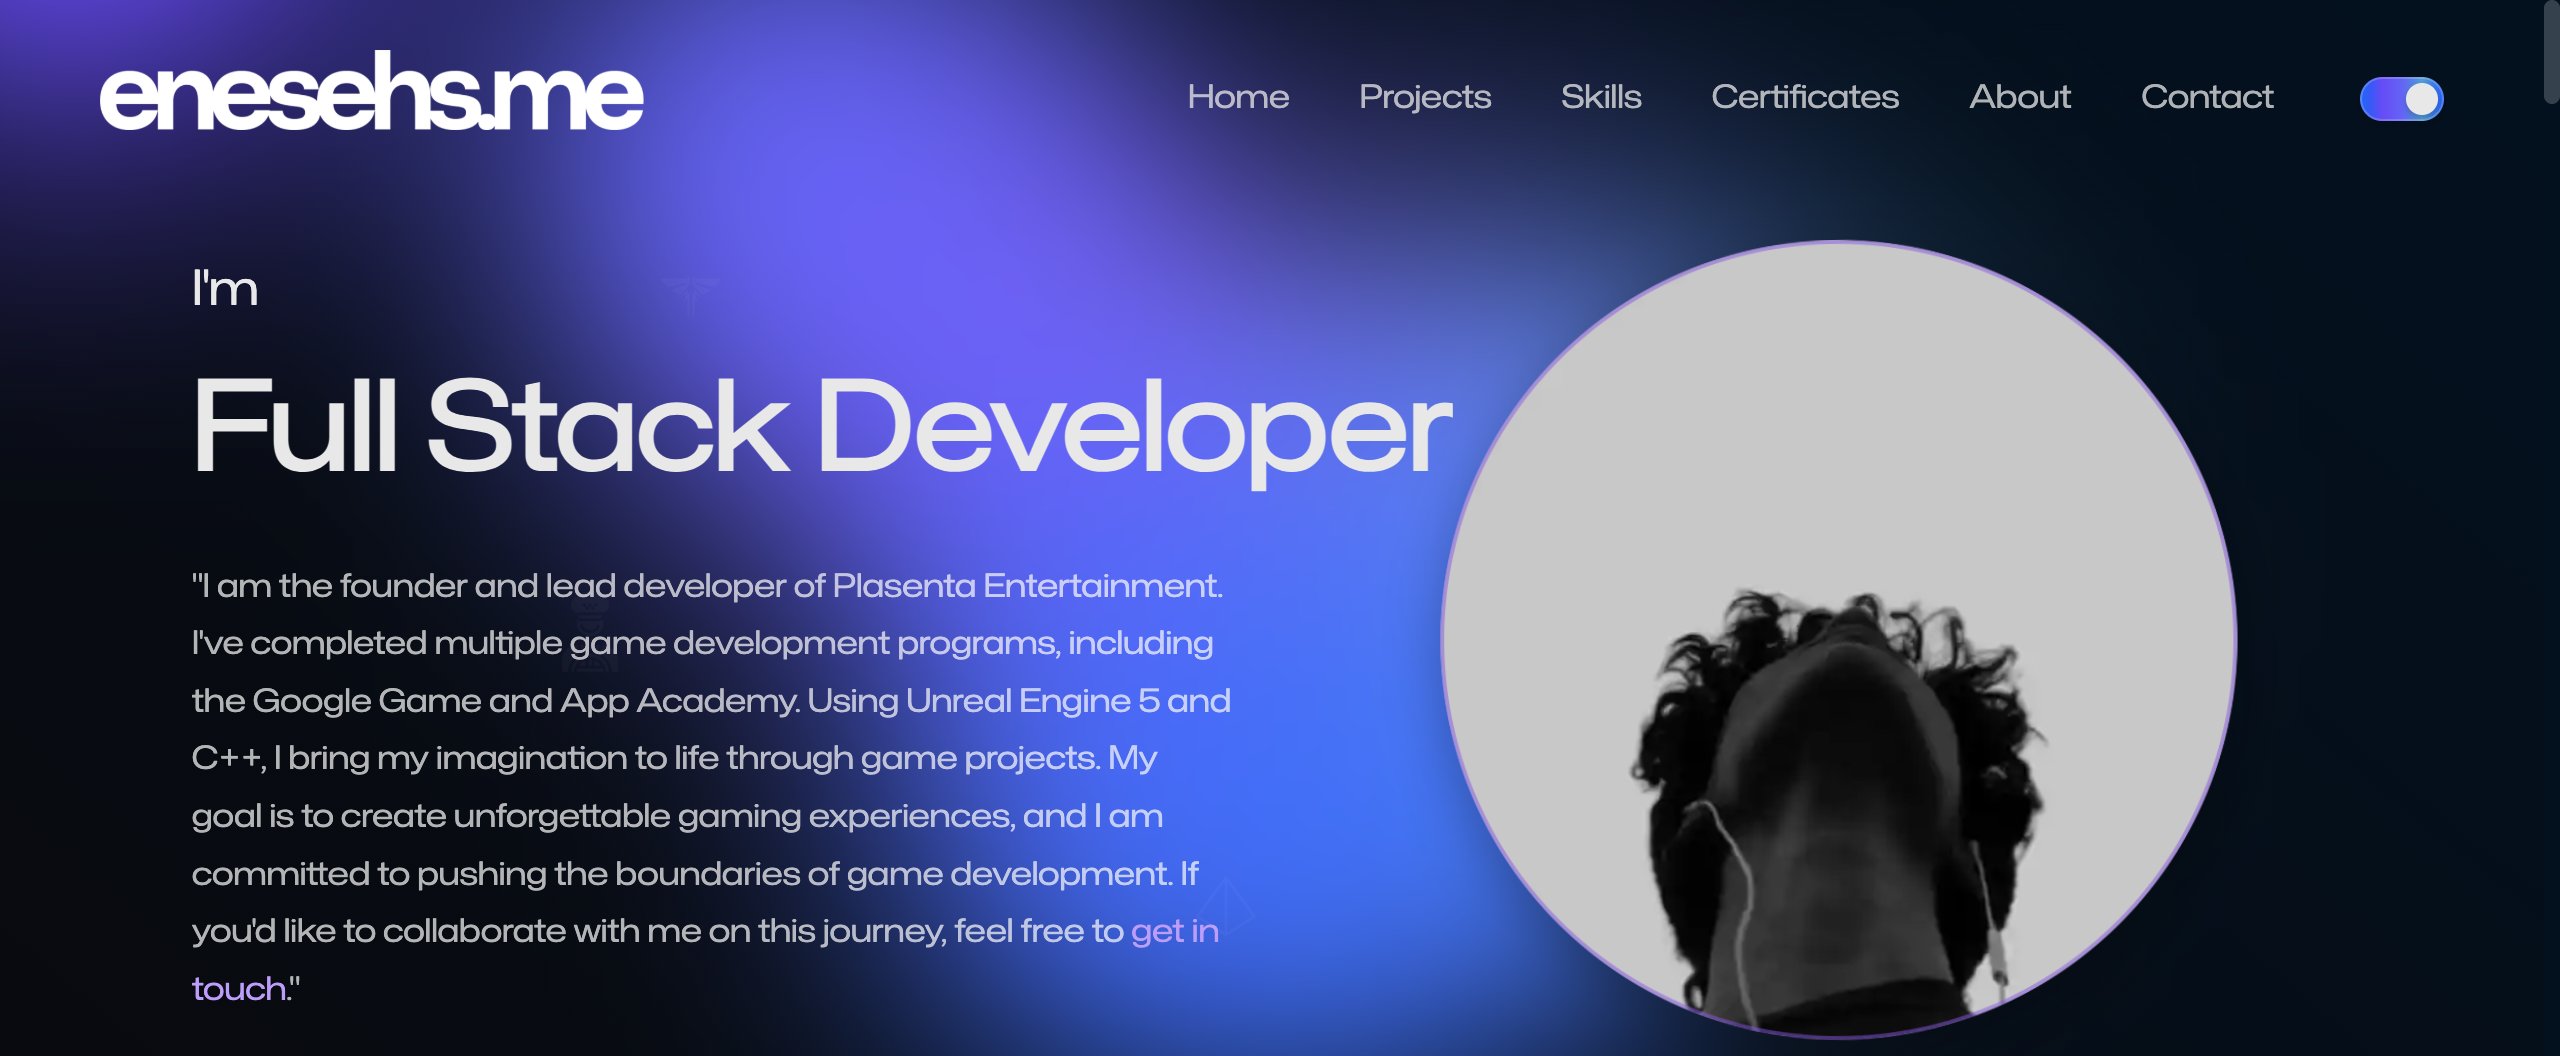 enesehs.me
Home Projects Skills Certificates About Contact
I'm
Full Stack Developer
"I am the founder and lead developer of Plasenta Entertainment.
I've completed multiple game development programs, including
the Google Game and App Academy. Using Unreal Engine 5 and
C++, I bring my imagination to life through game projects. My
goal is to create unforgettable gaming experiences, and I am
committed to pushing the boundaries of game development. If
you'd like to collaborate with me on this journey, feel free to get in
touch."